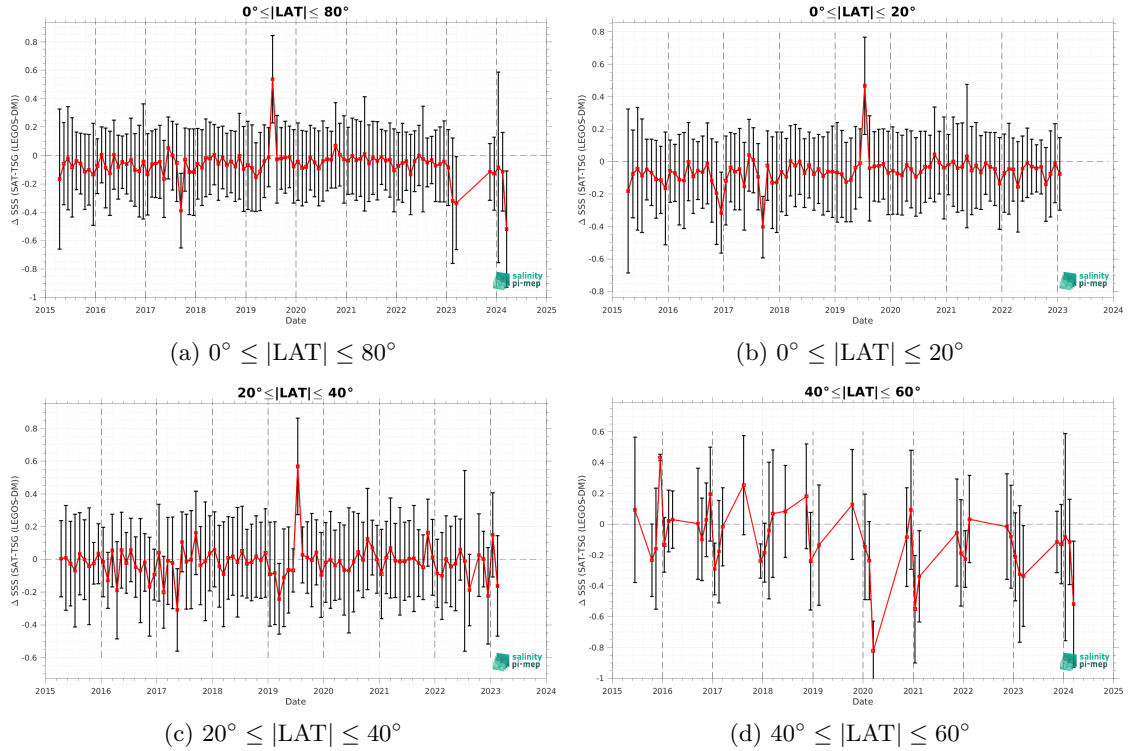 0°≤|LAT|≤ 80°
Δ SSS (SAT-TSG (LEGOS-DM))
0.8
0.6
0.4
0.2
0
-0.2
-0.4
-0.6
-0.8
-1
2015 2016 2017 2018 2019 2020 2021 2022 2023 2024 2025
Date
salinity
pi-mep
(a) 0° ≤ |LAT| ≤ 80°
0°≤|LAT|≤ 20°
Δ SSS (SAT-TSG (LEGOS-DM))
0.8
0.6
0.4
0.2
0
-0.2
-0.4
-0.6
-0.8
2015 2016 2017 2018 2019 2020 2021 2022 2023 2024
Date
salinity
pi-mep
(b) 0° ≤ |LAT| ≤ 20°
20°≤|LAT|≤ 40°
Δ SSS (SAT-TSG (LEGOS-DM))
0.8
0.6
0.4
0.2
0
-0.2
-0.4
-0.6
2015 2016 2017 2018 2019 2020 2021 2022 2023 2024
Date
salinity
pi-mep
(c) 20° ≤ |LAT| ≤ 40°
40°≤|LAT|≤ 60°
Δ SSS (SAT-TSG (LEGOS-DM))
0.8
0.6
0.4
0.2
0
-0.2
-0.4
-0.6
-0.8
-1
2015 2016 2017 2018 2019 2020 2021 2022 2023 2024 2025
Date
salinity
pi-mep
(d) 40° ≤ |LAT| ≤ 60°